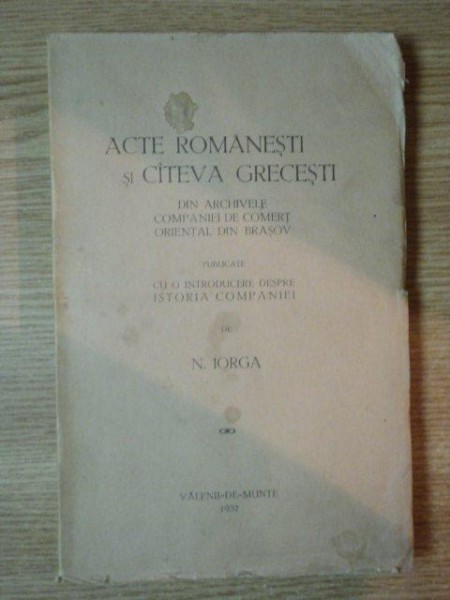 ACTE ROMĂNEȘTI
ȘI CÎTEVA GRECEȘTI
DIN ARCHIVELE
COMPANIEI DE COMERȚ
ORIENTAL DIN BRAȘOV
PUBLICATE
CU O INTRODUCERE DESPRE
ISTORIA COMPANIEI
DE
N. IORGA
VĂLENII-DE-MUNTE
1932